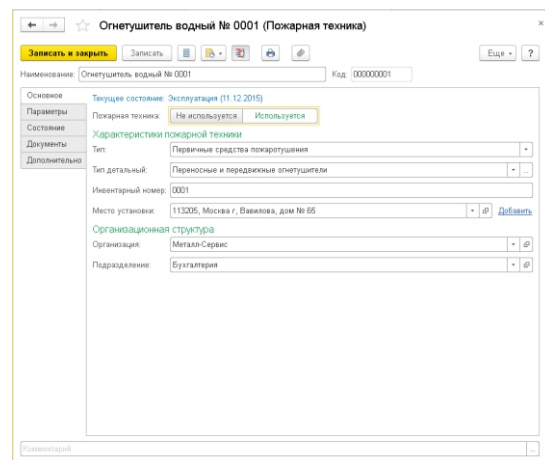 Огнетушитель водный № 0001 (Пожарная техника)
Записать и закрыть Записать Еще ?
Наименование: Огнетушитель водный № 0001 Код: 000000001
Основное
Параметры
Состояние
Документы
Дополнительно
Текущее состояние: Эксплуатация (11.12.2015)
Пожарная техника: Не используется Используется
Характеристики пожарной техники
Тип: Первичные средства пожаротушения
Тип детальный: Переносные и передвижные огнетушители
Инвентарный номер: 0001
Место установки: 113205, Москва г, Вавилова, дом № 65 Добавить
Организационная структура
Организация: Металл-Сервис
Подразделение: Бухгалтерия
Комментарий